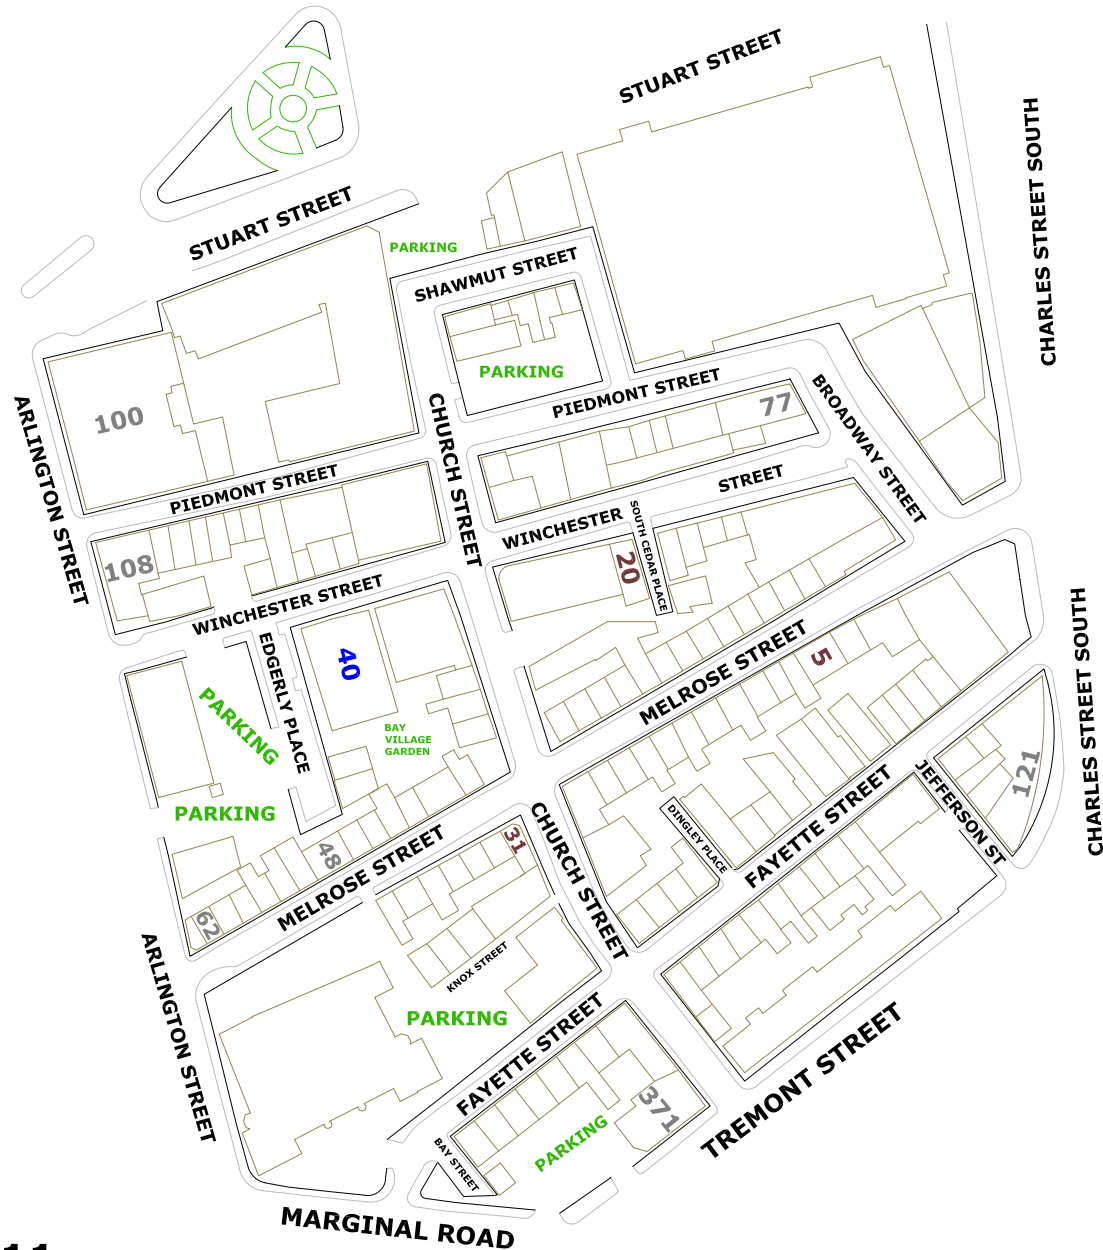 STUART STREET
CHARLES STREET SOUTH
STUART STREET
PARKING
SHAWMUT STREET
PARKING
PIEDMONT STREET
77
BROADWAY STREET
100
ARLINGTON STREET
CHURCH STREET
PIEDMONT STREET
STREET
WINCHESTER
SOUTH CEDAR PLACE
20
108
WINCHESTER STREET
EDGERLY PLACE
40
PARKING
BAY
VILLAGE
GARDEN
PARKING
MELROSE STREET
5
CHARLES STREET SOUTH
121
JEFFERSON ST
FAYETTE STREET
DINGLEY PLACE
CHURCH STREET
31
48
MELROSE STREET
62
ARLINGTON STREET
KNOX STREET
PARKING
FAYETTE STREET
371
TREMONT STREET
PARKING
BAY STREET
MARGINAL ROAD